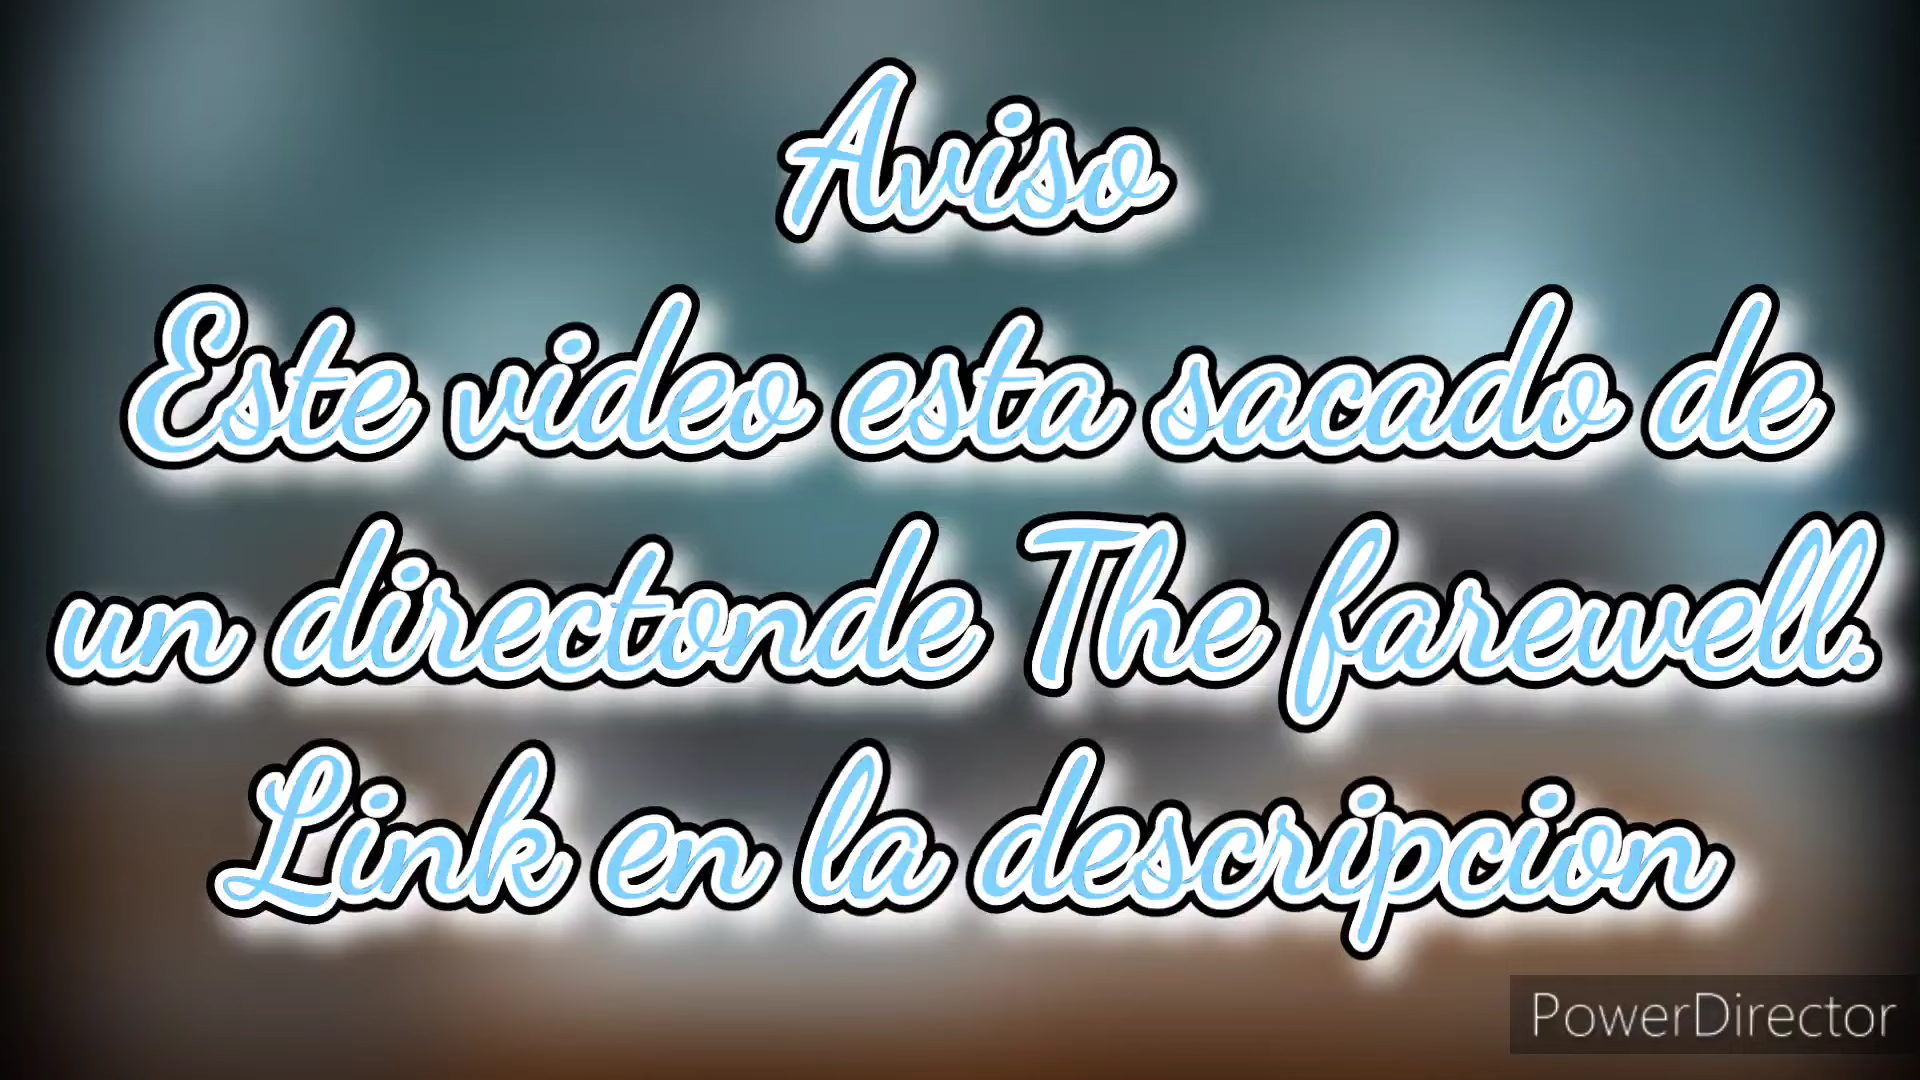 Aviso
Este video esta sacado de
un directonde The farewell.
Link en la descripcion
PowerDirector